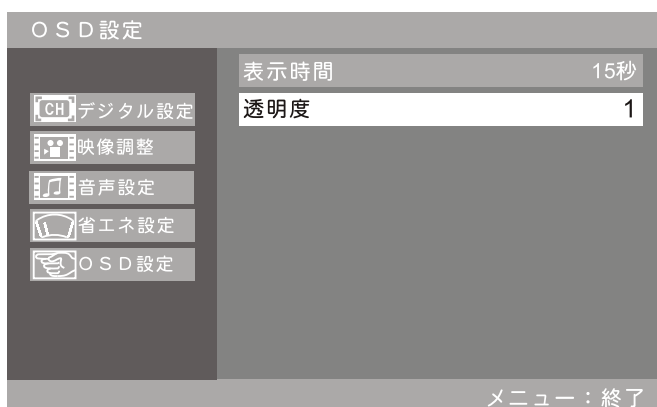 ＯＳＤ設定
表示時間 15秒
透明度 1
CH デジタル設定
映像調整
音声設定
省エネ設定
ＯＳＤ設定
メニュー：終了